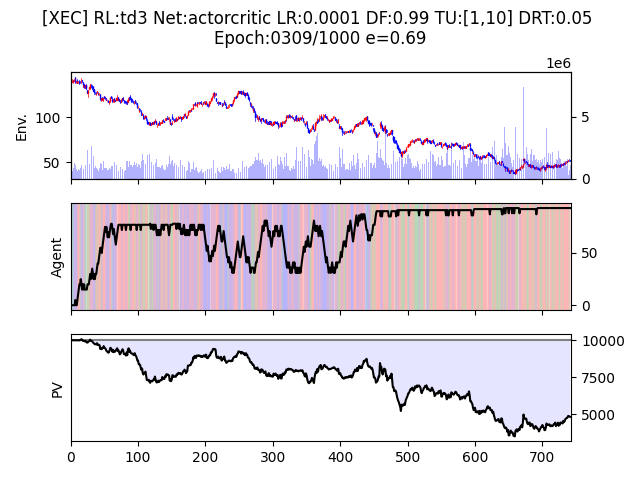 [XEC] RL:td3 Net:actorcritic LR:0.0001 DF:0.99 TU:[1,10] DRT:0.05
Epoch:0309/1000 e=0.69
1e6
Env.
100
50
5
0
Agent
50
0
PV
10000
7500
5000
0 100 200 300 400 500 600 700